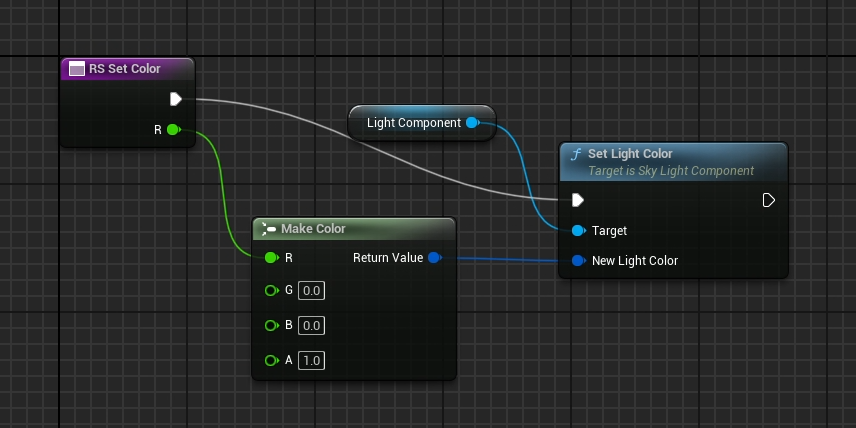 RS Set Color
R
Light Component
Set Light Color
Target is Sky Light Component
Target
New Light Color
Make Color
R Return Value
G 0.0
B 0.0
A 1.0